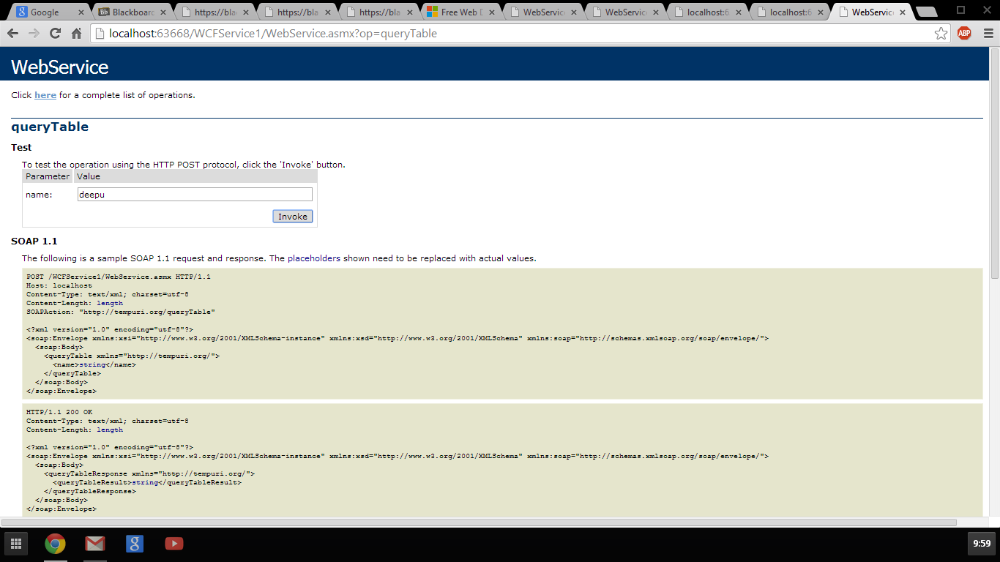 Google
Blackboar
https://bla
https://bla
https://bla
Free Web D
WebService
WebService
localhost:6
localhost:6
WebService
localhost:63668/WCFService1/WebService.asmx?op=queryTable
ABP
WebService
Click here for a complete list of operations.
queryTable
Test
To test the operation using the HTTP POST protocol, click the 'Invoke' button.
Parameter Value
name: deepu
Invoke
SOAP 1.1
The following is a sample SOAP 1.1 request and response. The placeholders shown need to be replaced with actual values.
POST /WCFService1/WebService.asmx HTTP/1.1
Host: localhost
Content-Type: text/xml; charset=utf-8
Content-Length: length
SOAPAction: "http://tempuri.org/queryTable"
<?xml version="1.0" encoding="utf-8"?>
<soap:Envelope xmlns:xsi="http://www.w3.org/2001/XMLSchema-instance" xmlns:xsd="http://www.w3.org/2001/XMLSchema" xmlns:soap="http://schemas.xmlsoap.org/soap/envelope/">
<soap:Body>
<queryTable xmlns="http://tempuri.org/">
<name>string</name>
</queryTable>
</soap:Body>
</soap:Envelope>
HTTP/1.1 200 OK
Content-Type: text/xml; charset=utf-8
Content-Length: length
<?xml version="1.0" encoding="utf-8"?>
<soap:Envelope xmlns:xsi="http://www.w3.org/2001/XMLSchema-instance" xmlns:xsd="http://www.w3.org/2001/XMLSchema" xmlns:soap="http://schemas.xmlsoap.org/soap/envelope/">
<soap:Body>
<queryTableResponse xmlns="http://tempuri.org/">
<queryTableResult>string</queryTableResult>
</queryTableResponse>
</soap:Body>
</soap:Envelope>
9:59